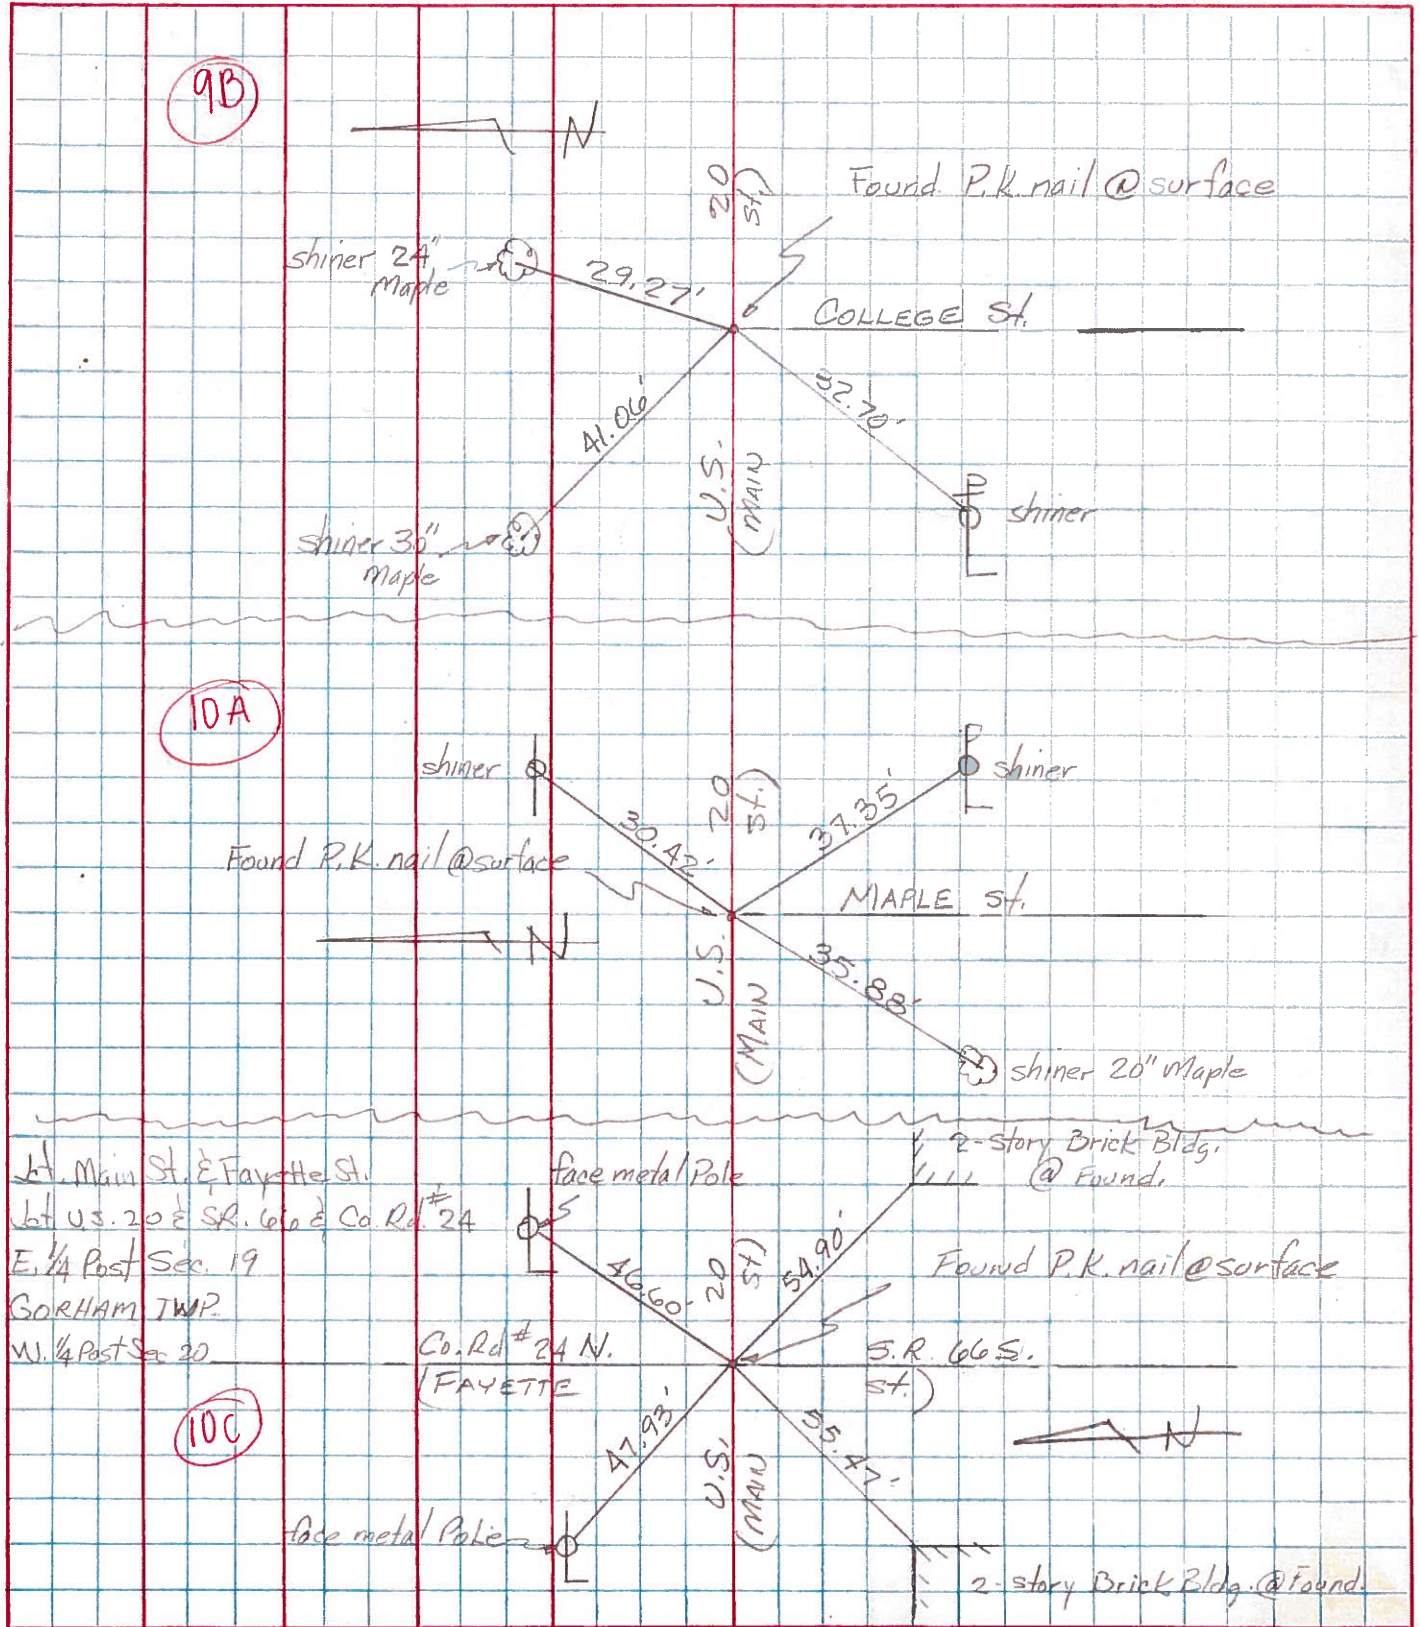 9B
N
20
St.)
Found P.K. nail @ surface
shiner 24"
Maple
29.27'
COLLEGE St.
41.06'
32.70'
U.S.
(MAIN
shiner
shiner 30"
Maple
10A
shiner
20
St.)
shiner
30.42'
37.35'
Found P.K. nail @ surface
MAPLE St.
N
U.S.
(MAIN
35.88'
shiner 20" Maple
2-Story Brick Bldg.
@ Found.
Jct. Main St. & Fayette St.
face metal Pole
Jct U.S. 20 & S.R. 66 & Co. Rd. # 24
E. 1/4 Post Sec. 19
46.60'
20
St)
54.90'
Found P.K. nail @ surface
GORHAM TWP.
W. 1/4 Post Sec 20
Co. Rd # 24 N.
(FAYETTE
S.R. 66 S.
St.)
10C
47.93'
U.S.
(MAIN
55.47'
N
face metal Pole
2-story Brick Bldg. @ Found.